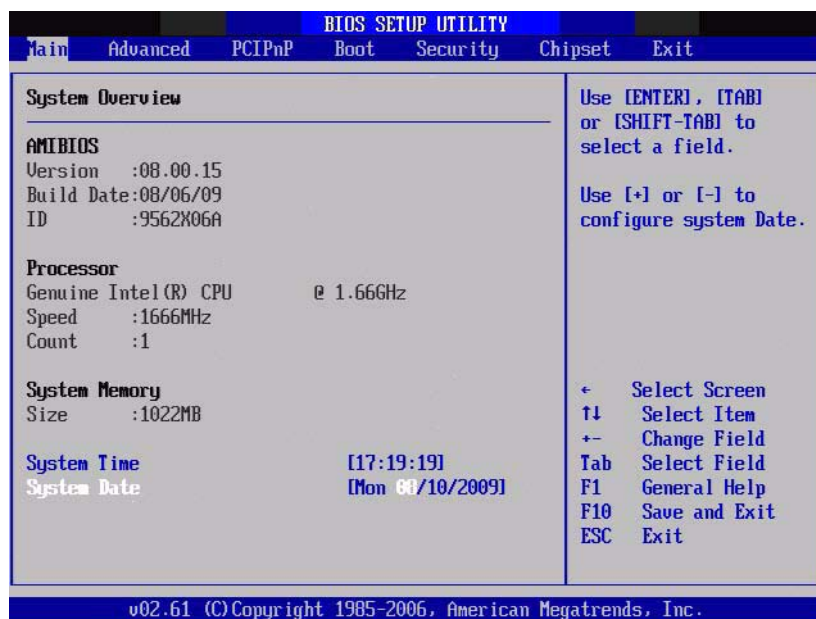 BIOS SETUP UTILITY
Main Advanced PCIPnP Boot Security Chipset Exit
System Overview
AMIBIOS
Version :08.00.15
Build Date:08/06/09
ID :9562X06A
Processor
Genuine Intel(R) CPU @ 1.66GHz
Speed :1666MHz
Count :1
System Memory
Size :1022MB
System Time [17:19:19]
System Date [Mon 08/10/2009]
Use [ENTER], [TAB]
or [SHIFT-TAB] to
select a field.
Use [+] or [-] to
configure system Date.
← Select Screen
↑↓ Select Item
+- Change Field
Tab Select Field
F1 General Help
F10 Save and Exit
ESC Exit
v02.61 (C)Copyright 1985-2006, American Megatrends, Inc.